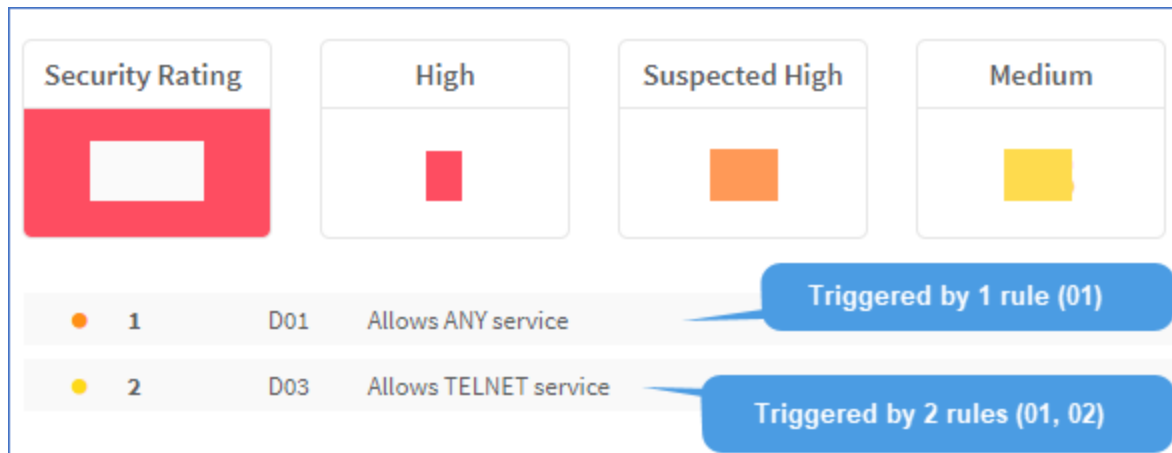 Security Rating
High
Suspected High
Medium
Triggered by 1 rule (01)
1 D01 Allows ANY service
2 D03 Allows TELNET service
Triggered by 2 rules (01, 02)